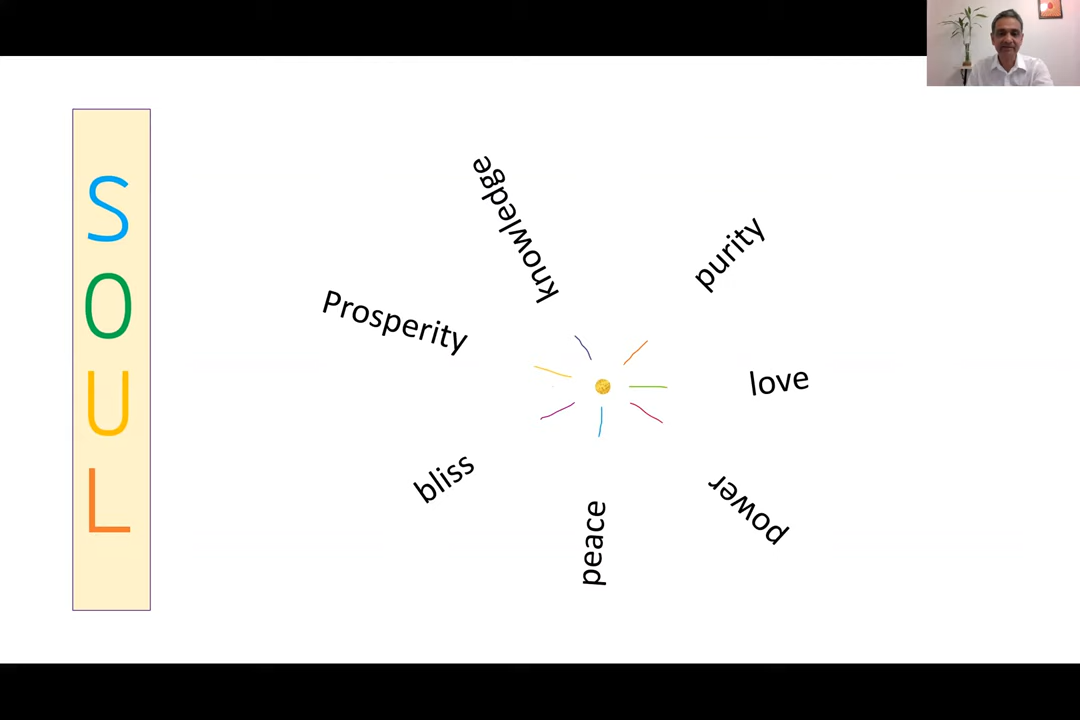 S
O
U
L
knowledge
purity
Prosperity
love
bliss
power
peace